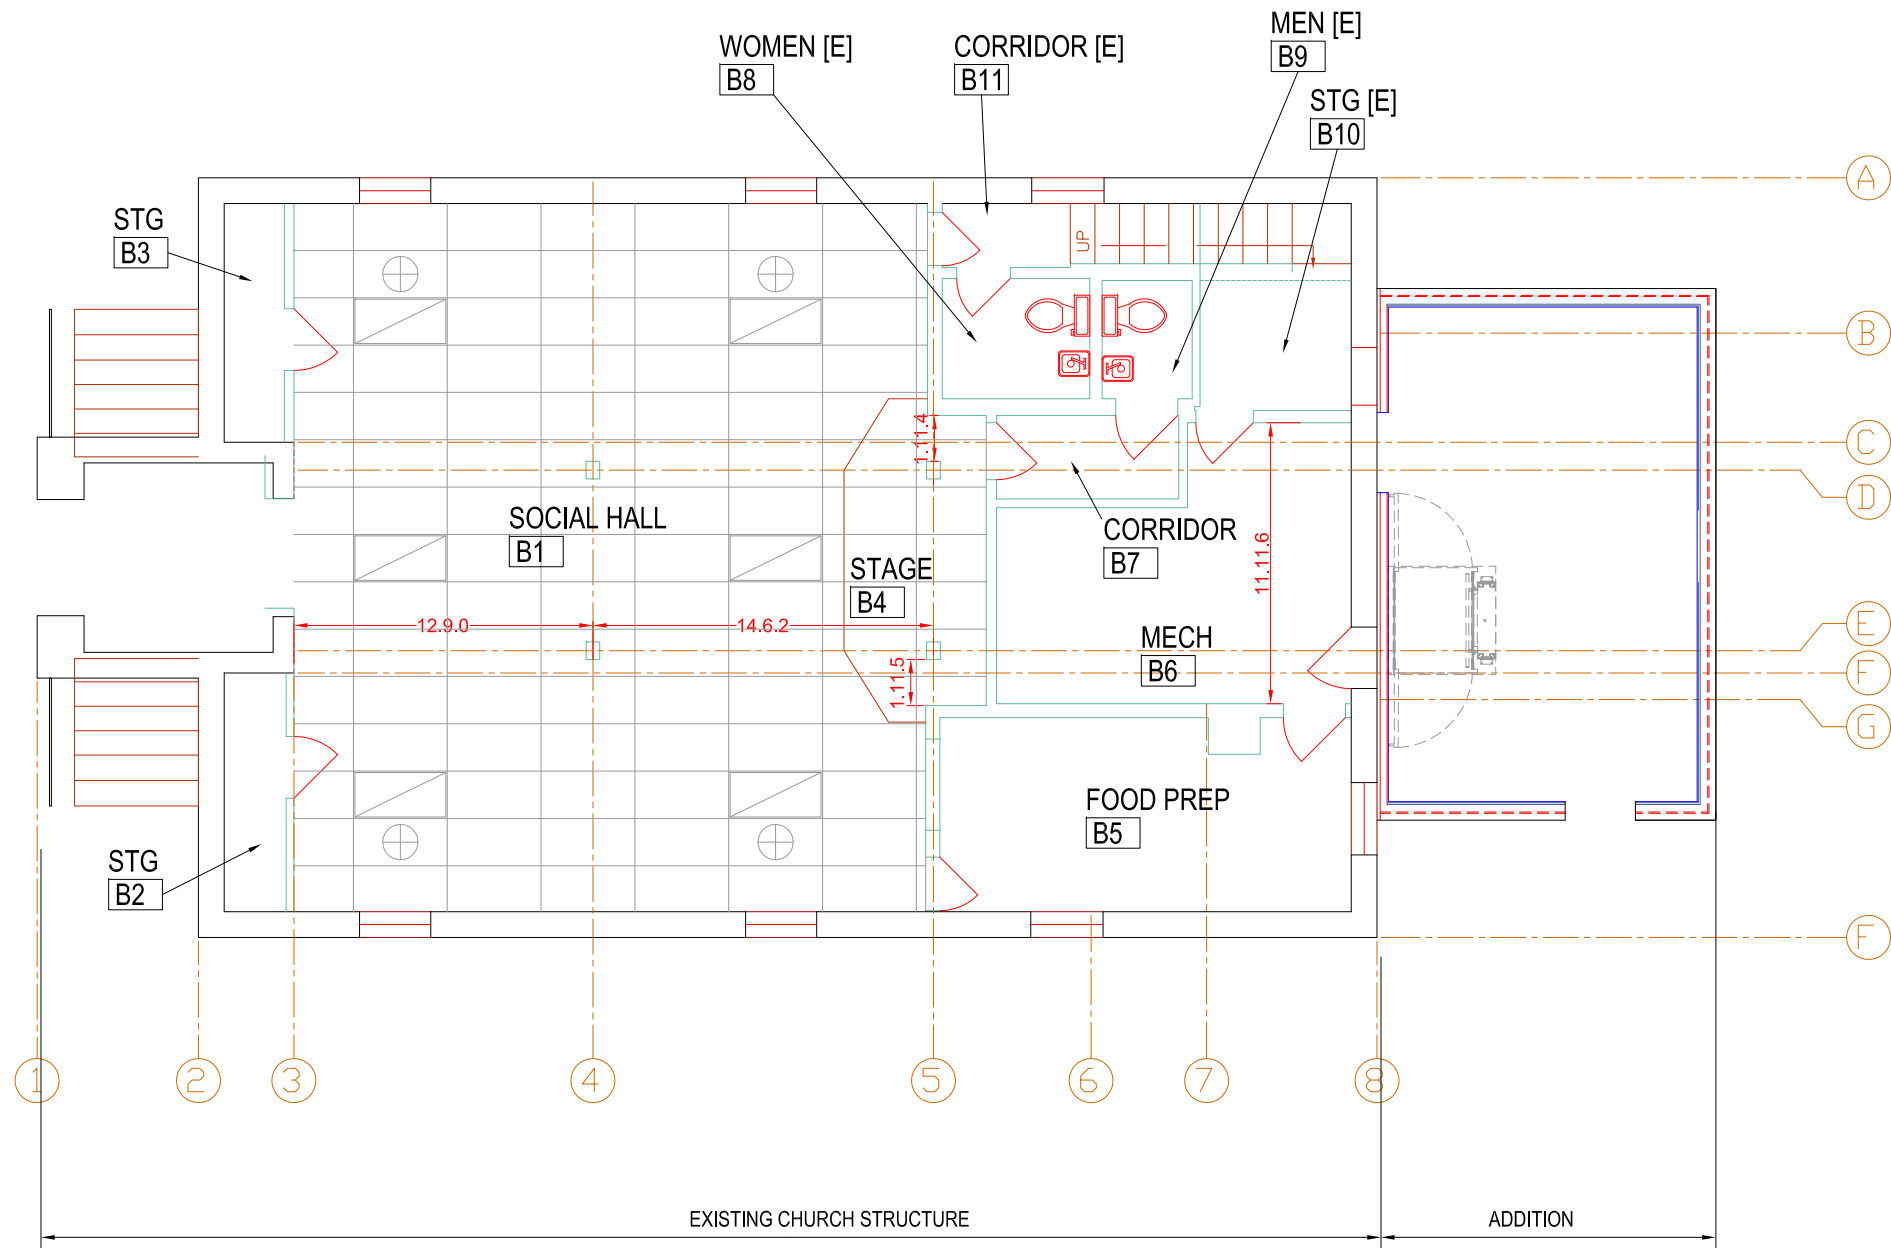 WOMEN [E]
B8
CORRIDOR [E]
B11
MEN [E]
B9
STG [E]
B10
A
STG
B3
UP
B
1.11.4
C
D
SOCIAL HALL
B1
CORRIDOR
B7
11.11.6
STAGE
B4
12.9.0
14.6.2
MECH
B6
E
1.11.5
F
G
FOOD PREP
B5
STG
B2
F
1
2
3
4
5
6
7
8
EXISTING CHURCH STRUCTURE
ADDITION